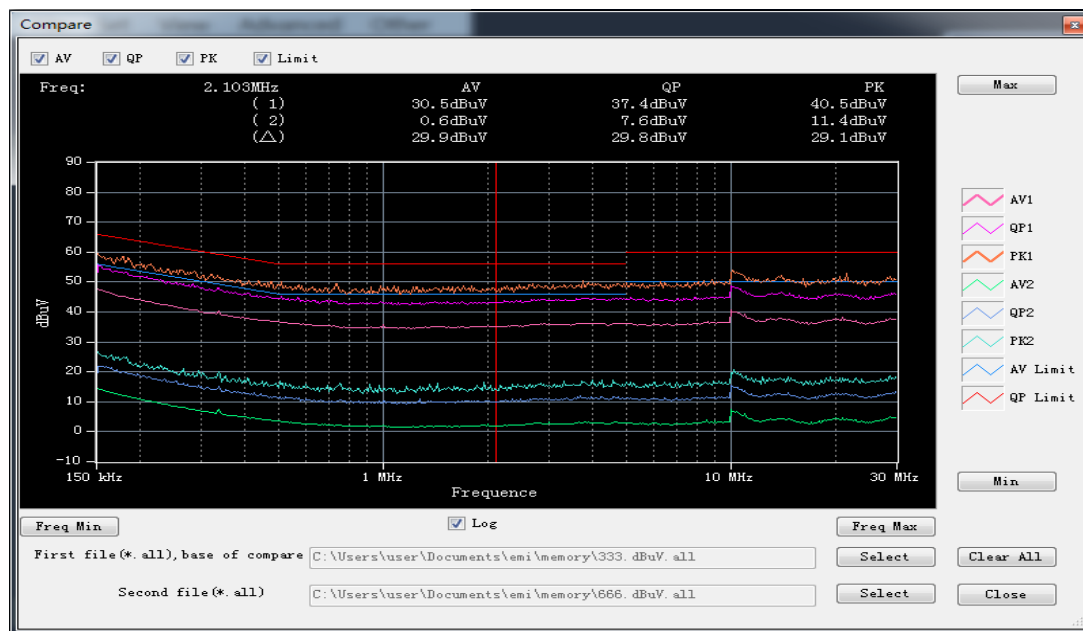 Compare
View Advanced Other
AV QP PK Limit
Freq: 2.103MHz AV QP PK
( 1) 30.5dBuV 37.4dBuV 40.5dBuV
( 2) 0.6dBuV 7.6dBuV 11.4dBuV
(△) 29.9dBuV 29.8dBuV 29.1dBuV
Max
90
80
70
60
50
40
30
20
10
0
-10
dBuV
150 kHz 1 MHz 10 MHz 30 MHz
Frequence
AV1
QP1
PK1
AV2
QP2
PK2
AV Limit
QP Limit
Min
Freq Min Log Freq Max
First file(*.all),base of compare C:\Users\user\Documents\emi\memory\333.dBuV.all Select Clear All
Second file(*.all) C:\Users\user\Documents\emi\memory\666.dBuV.all Select Close